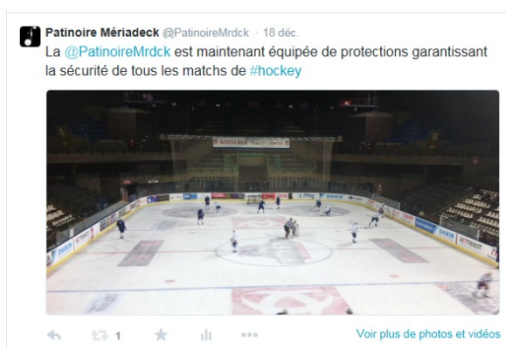 Patinoire Mériadeck @PatinoireMrdck · 18 déc.
La @PatinoireMrdck est maintenant équipée de protections garantissant
la sécurité de tous les matchs de #hockey
BORDEAUX
1
Voir plus de photos et vidéos